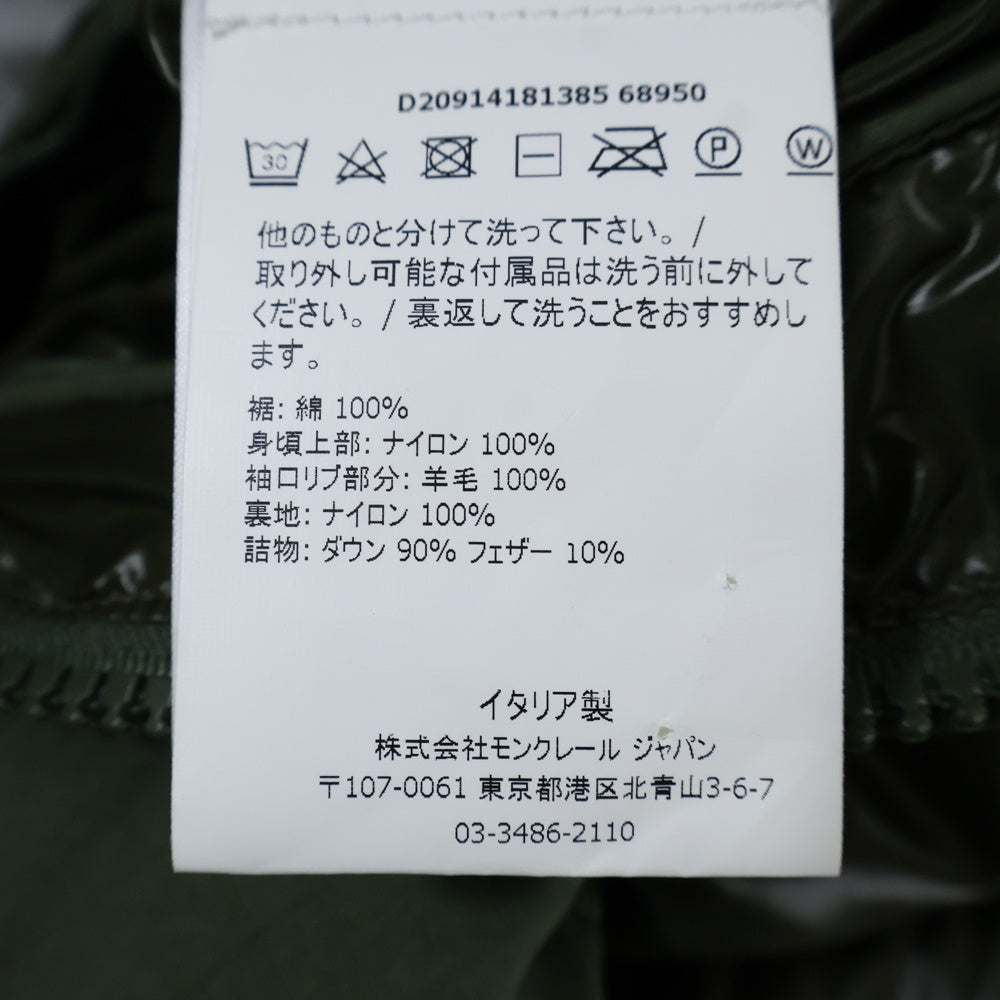 D20914181385 68950
30 P W
他のものと分けて洗って下さい。/
取り外し可能な付属品は洗う前に外して
ください。/ 裏返して洗うことをおすすめし
ます。
裾: 綿 100%
身頃上部: ナイロン 100%
袖口リブ部分: 羊毛 100%
裏地: ナイロン 100%
詰物: ダウン 90% フェザー 10%
イタリア製
株式会社モンクレール ジャパン
〒107-0061 東京都港区北青山3-6-7
03-3486-2110